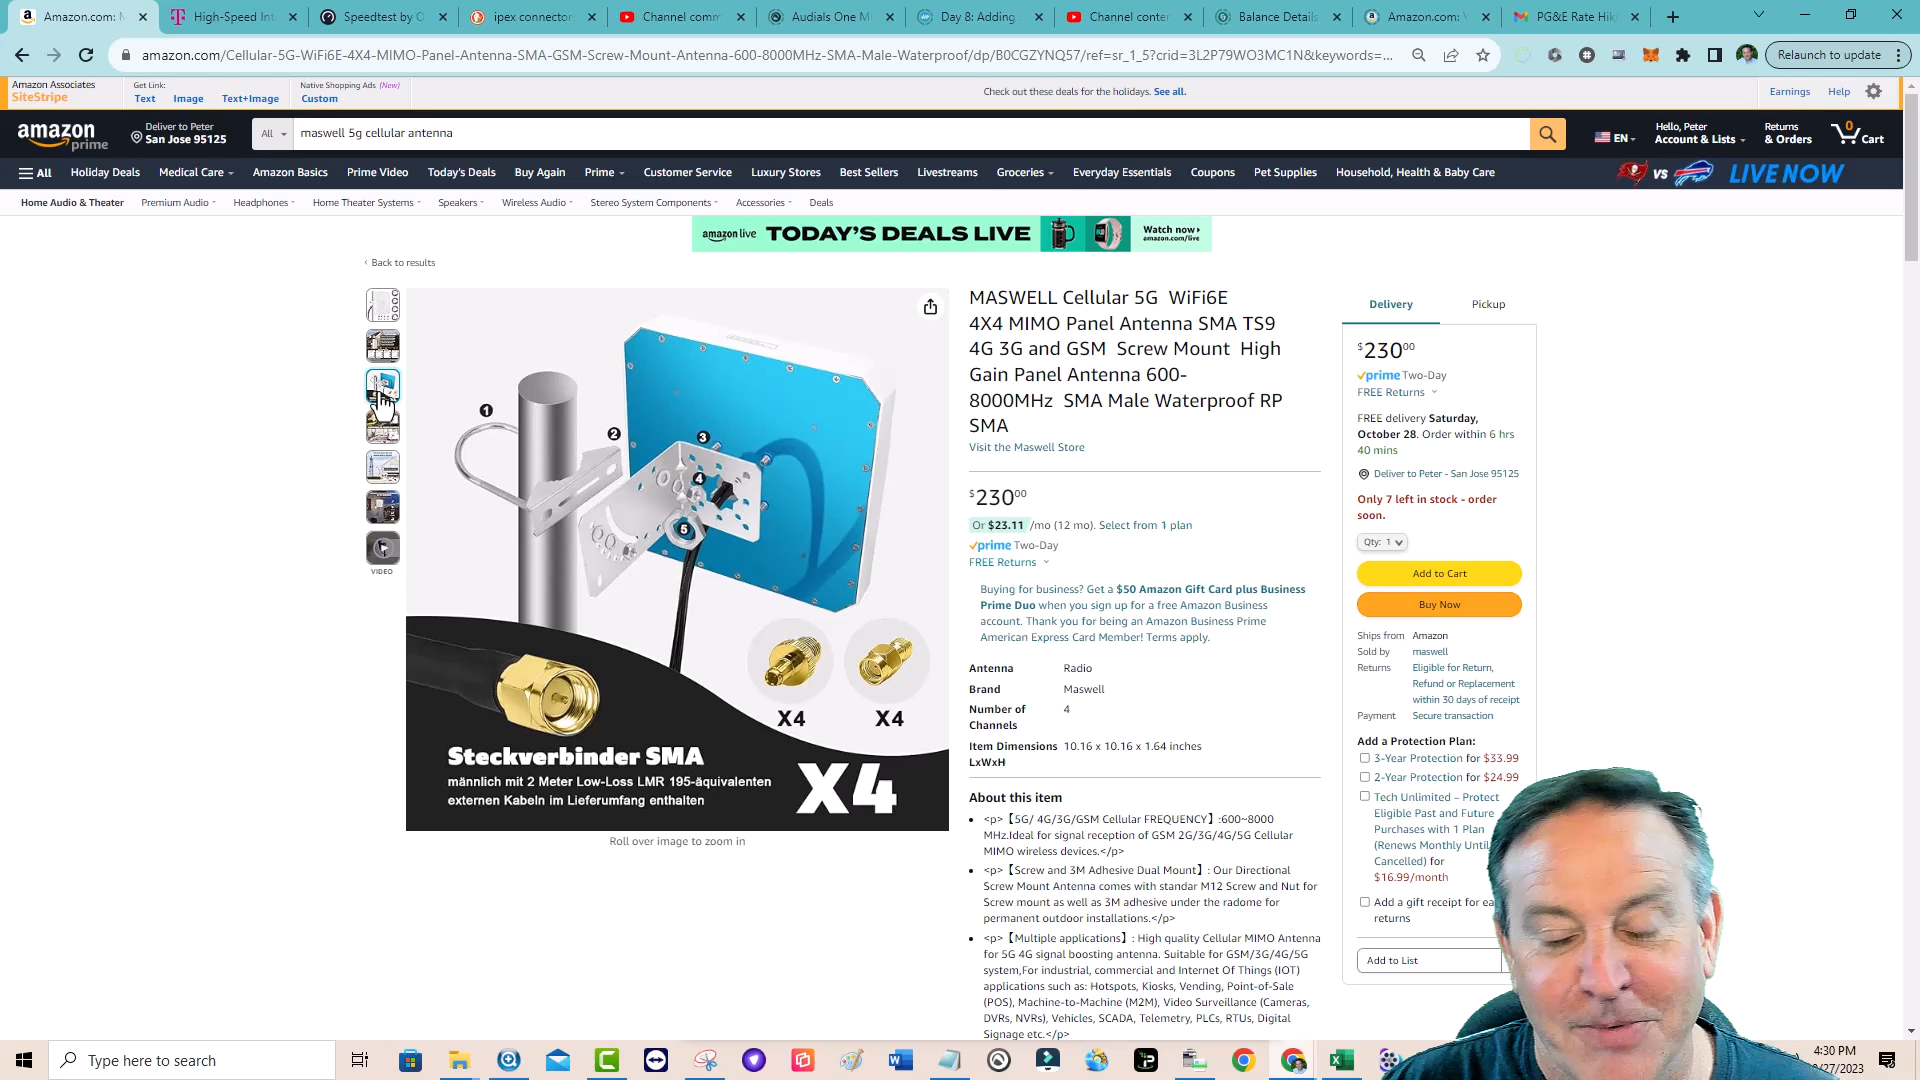 Amazon.com: M
High-Speed Int
Speedtest by O
ipex connector
Channel comm
Audials One M
Day 8: Adding
Channel conten
Balance Details
Amazon.com: Y
PG&E Rate Hik
amazon.com/Cellular-5G-WiFi6E-4X4-MIMO-Panel-Antenna-SMA-GSM-Screw-Mount-Antenna-600-8000MHz-SMA-Male-Waterproof/dp/B0CGZYNQ57/ref=sr_1_5?crid=3L2P79WO3MC1N&keywords=...
Relaunch to update
Amazon Associates
SiteStripe
Get Link:
Text Image Text+Image
Native Shopping Ads (New)
Custom
Check out these deals for the holidays. See all.
Earnings Help
amazon
prime
Deliver to Peter
San Jose 95125
All
maswell 5g cellular antenna
EN
Hello, Peter
Account & Lists
Returns
& Orders
0
Cart
All Holiday Deals Medical Care Amazon Basics Prime Video Today's Deals Buy Again Prime Customer Service Luxury Stores Best Sellers Livestreams Groceries Everyday Essentials Coupons Pet Supplies Household, Health & Baby Care
VS LIVE NOW
Home Audio & Theater Premium Audio Headphones Home Theater Systems Speakers Wireless Audio Stereo System Components Accessories Deals
amazon live TODAY'S DEALS LIVE
Watch now
amazon.com/live
‹ Back to results
VIDEO
1
2
3
4
5
X4
X4
Steckverbinder SMA
männlich mit 2 Meter Low-Loss LMR 195-äquivalenten
externen Kabeln im Lieferumfang enthalten
X4
Roll over image to zoom in
MASWELL Cellular 5G WiFi6E
4X4 MIMO Panel Antenna SMA TS9
4G 3G and GSM Screw Mount High
Gain Panel Antenna 600-
8000MHz SMA Male Waterproof RP
SMA
Visit the Maswell Store
$23000
Or $23.11 /mo (12 mo). Select from 1 plan
prime Two-Day
FREE Returns
Buying for business? Get a $50 Amazon Gift Card plus Business
Prime Duo when you sign up for a free Amazon Business
account. Thank you for being an Amazon Business Prime
American Express Card Member! Terms apply.
Antenna Radio
Brand Maswell
Number of 4
Channels
Item Dimensions 10.16 x 10.16 x 1.64 inches
LxWxH
About this item
• <p>【5G/ 4G/3G/GSM Cellular FREQUENCY】:600~8000
MHz.Ideal for signal reception of GSM 2G/3G/4G/5G Cellular
MIMO wireless devices.</p>
• <p>【Screw and 3M Adhesive Dual Mount】: Our Directional
Screw Mount Antenna comes with standar M12 Screw and Nut for
Screw mount as well as 3M adhesive under the radome for
permanent outdoor installations.</p>
• <p>【Multiple applications】: High quality Cellular MIMO Antenna
for 5G 4G signal boosting antenna. Suitable for GSM/3G/4G/5G
system,For industrial, commercial and Internet Of Things (IOT)
applications such as: Hotspots, Kiosks, Vending, Point-of-Sale
(POS), Machine-to-Machine (M2M), Video Surveillance (Cameras,
DVRs, NVRs), Vehicles, SCADA, Telemetry, PLCs, RTUs, Digital
Signage etc.</p>
Delivery Pickup
$23000
prime Two-Day
FREE Returns
FREE delivery Saturday,
October 28. Order within 6 hrs
40 mins
Deliver to Peter - San Jose 95125
Only 7 left in stock - order
soon.
Qty: 1
Add to Cart
Buy Now
Ships from Amazon
Sold by maswell
Returns Eligible for Return,
Refund or Replacement
within 30 days of receipt
Payment Secure transaction
Add a Protection Plan:
3-Year Protection for $33.99
2-Year Protection for $24.99
Tech Unlimited – Protect
Eligible Past and Future
Purchases with 1 Plan
(Renews Monthly Until
Cancelled) for
$16.99/month
Add a gift receipt for ea
returns
Add to List
Type here to search
4:30 PM
/27/2023